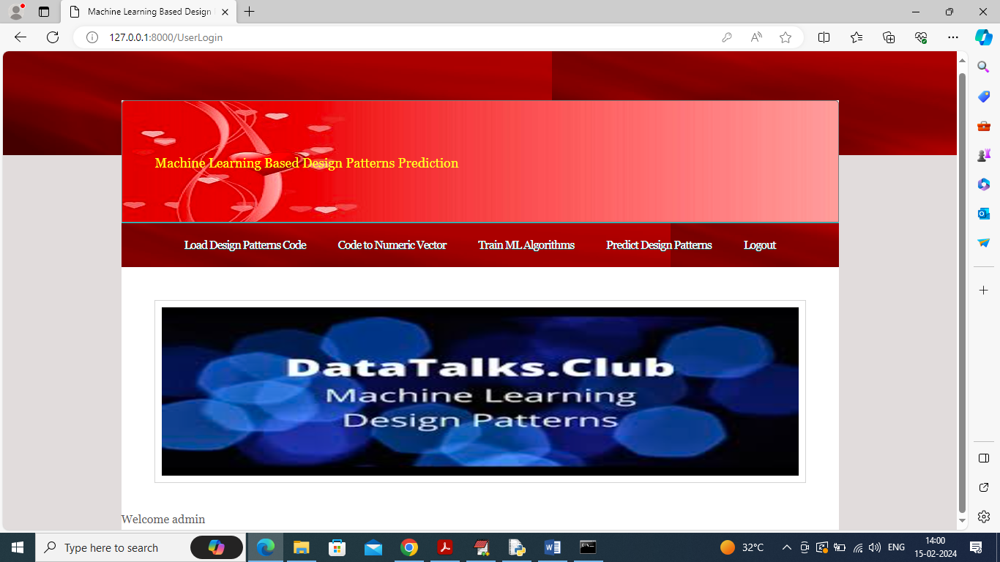 Machine Learning Based Design
127.0.0.1:8000/UserLogin
Machine Learning Based Design Patterns Prediction
Load Design Patterns Code Code to Numeric Vector Train ML Algorithms Predict Design Patterns Logout
DataTalks.Club
Machine Learning
Design Patterns
Welcome admin
Type here to search
32°C
ENG
14:00
15-02-2024